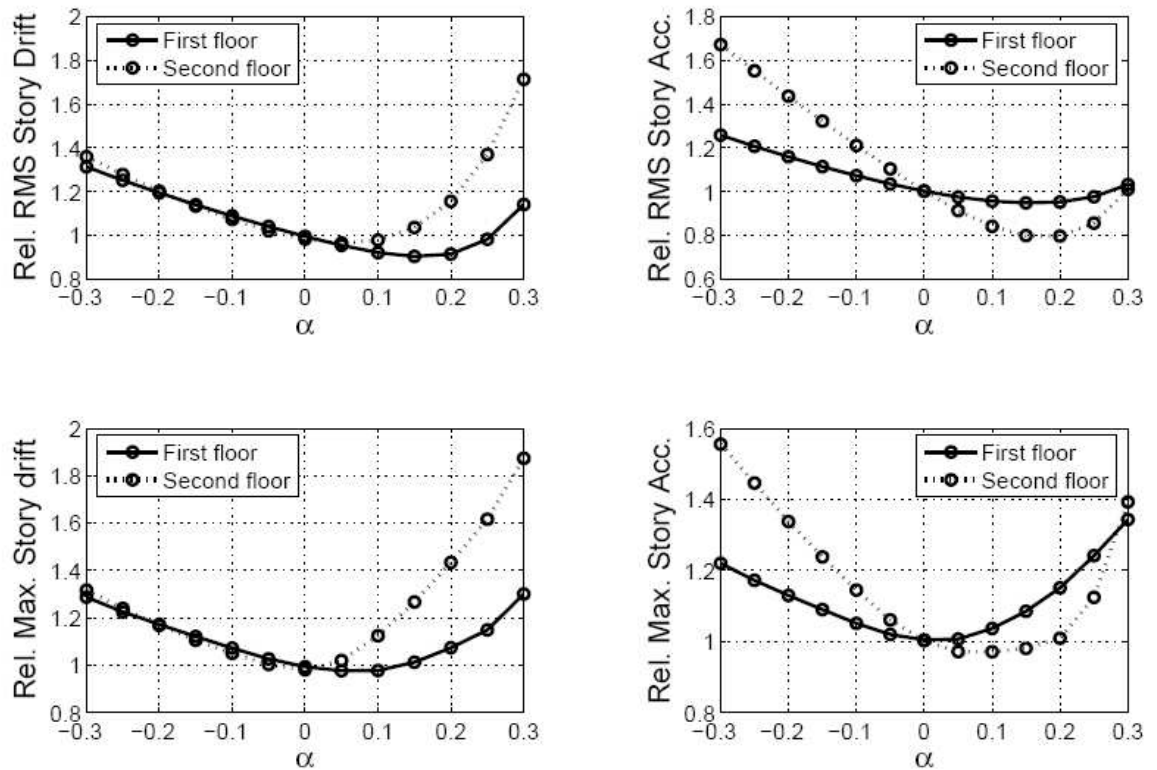 Rel. RMS Story Drift
2
1.8
1.6
1.4
1.2
1
0.8
First floor
Second floor
−0.3 −0.2 −0.1 0 0.1 0.2 0.3
α
Rel. RMS Story Acc.
2
1.8
1.6
1.4
1.2
1
0.8
0.6
First floor
Second floor
−0.3 −0.2 −0.1 0 0.1 0.2 0.3
α
Rel. Max. Story drift
2
1.8
1.6
1.4
1.2
1
0.8
First floor
Second floor
−0.3 −0.2 −0.1 0 0.1 0.2 0.3
α
Rel. Max. Story Acc.
1.6
1.4
1.2
1
0.8
First floor
Second floor
−0.3 −0.2 −0.1 0 0.1 0.2 0.3
α